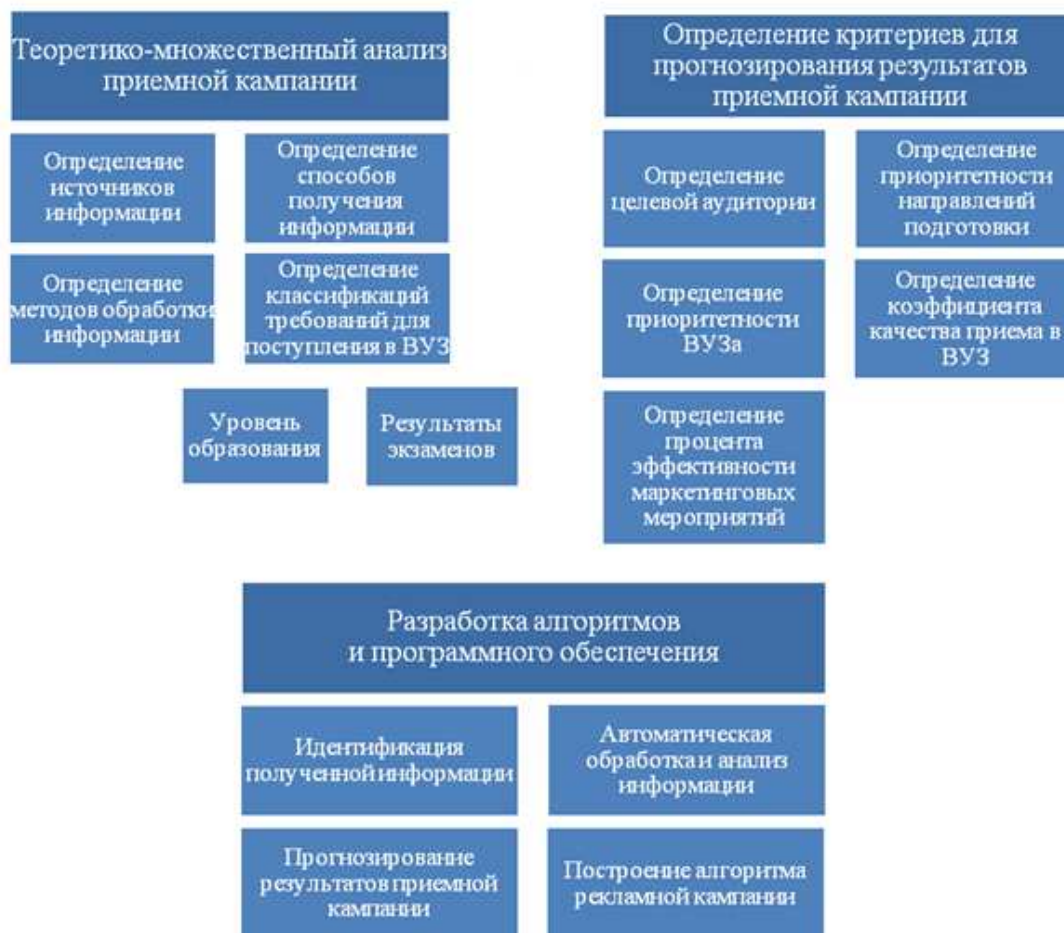 Теоретико-множественный анализ
приемной кампании
Определение
источников
информации
Определение
способов
получения
информации
Определение
методов обработки
информации
Определение
классификаций
требований для
поступления в ВУЗ
Уровень
образования
Результаты
экзаменов
Определение критериев для
прогнозирования результатов
приемной кампании
Определение
целевой аудитории
Определение
приоритетности
направлений
подготовки
Определение
приоритетности
ВУЗа
Определение
коэффициента
качества приема в
ВУЗ
Определение
процента
эффективности
маркетинговых
мероприятий
Разработка алгоритмов
и программного обеспечения
Идентификация
полученной информации
Автоматическая
обработка и анализ
информации
Прогнозирование
результатов приемной
кампании
Построение алгоритма
рекламной кампании